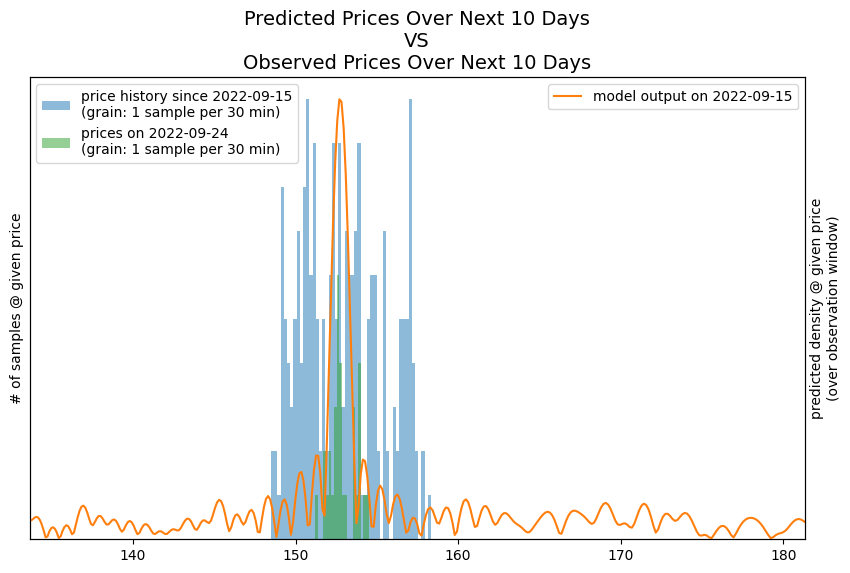 Predicted Prices Over Next 10 Days
VS
Observed Prices Over Next 10 Days
price history since 2022-09-15
(grain: 1 sample per 30 min)
prices on 2022-09-24
(grain: 1 sample per 30 min)
model output on 2022-09-15
# of samples @ given price
predicted density @ given price
(over observation window)
140
150
160
170
180